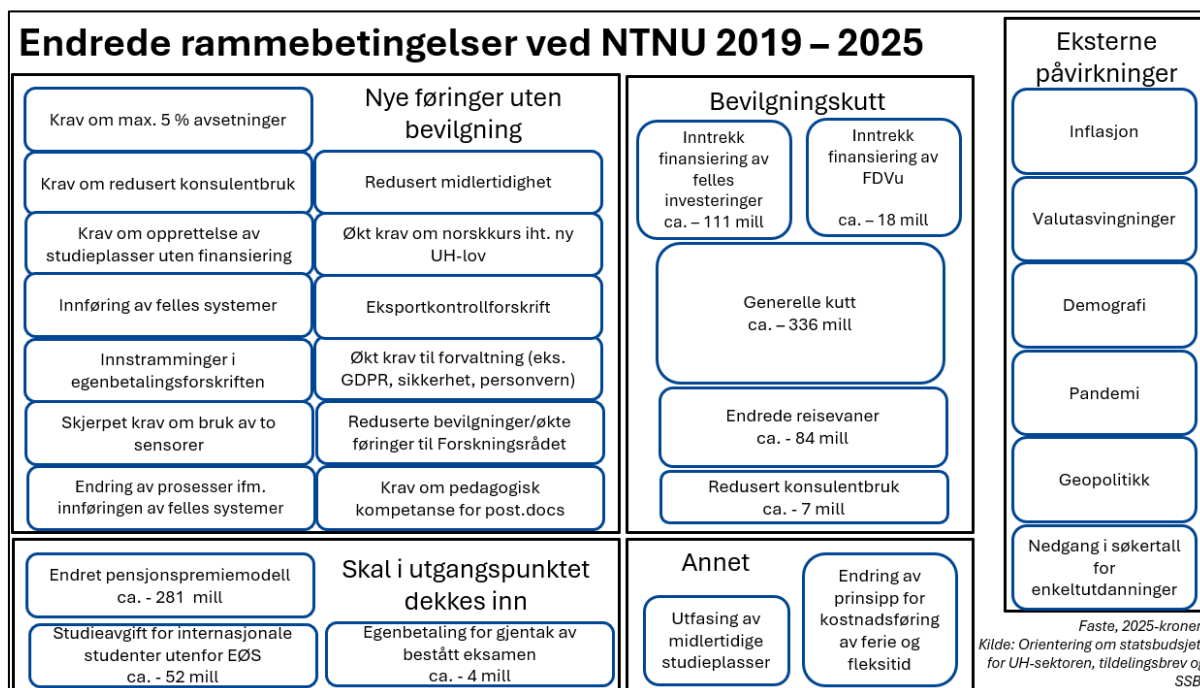 Endrede rammebetingelser ved NTNU 2019 – 2025
Nye føringer uten
bevilgning
Krav om max. 5 % avsetninger
Krav om redusert konsulentbruk
Krav om opprettelse av
studieplasser uten finansiering
Innføring av felles systemer
Innstramminger i
egenbetalingsforskriften
Skjerpet krav om bruk av to
sensorer
Endring av prosesser ifm.
innføringen av felles systemer
Redusert midlertidighet
Økt krav om norskkurs iht. ny
UH-lov
Eksportkontrollforskrift
Økt krav til forvaltning (eks.
GDPR, sikkerhet, personvern)
Reduserte bevilgninger/økte
føringer til Forskningsrådet
Krav om pedagogisk
kompetanse for post.docs
Bevilgningskutt
Inntrekk
finansiering av
felles
investeringer
ca. – 111 mill
Inntrekk
finansiering av
FDVu
ca. – 18 mill
Generelle kutt
ca. – 336 mill
Endrede reisevaner
ca. - 84 mill
Redusert konsulentbruk
ca. - 7 mill
Skal i utgangspunktet
dekkes inn
Endret pensjonspremiemodell
ca. - 281 mill
Studieavgift for internasjonale
studenter utenfor EØS
ca. - 52 mill
Egenbetaling for gjentak av
bestått eksamen
ca. - 4 mill
Annet
Utfasing av
midlertidige
studieplasser
Endring av
prinsipp for
kostnadsføring
av ferie og
fleksitid
Eksterne
påvirkninger
Inflasjon
Valutasvingninger
Demografi
Pandemi
Geopolitikk
Nedgang i søkertall
for
enkeltutdanninger
Faste, 2025-kroner
Kilde: Orientering om statsbudsjet
for UH-sektoren, tildelingsbrev og
SSB